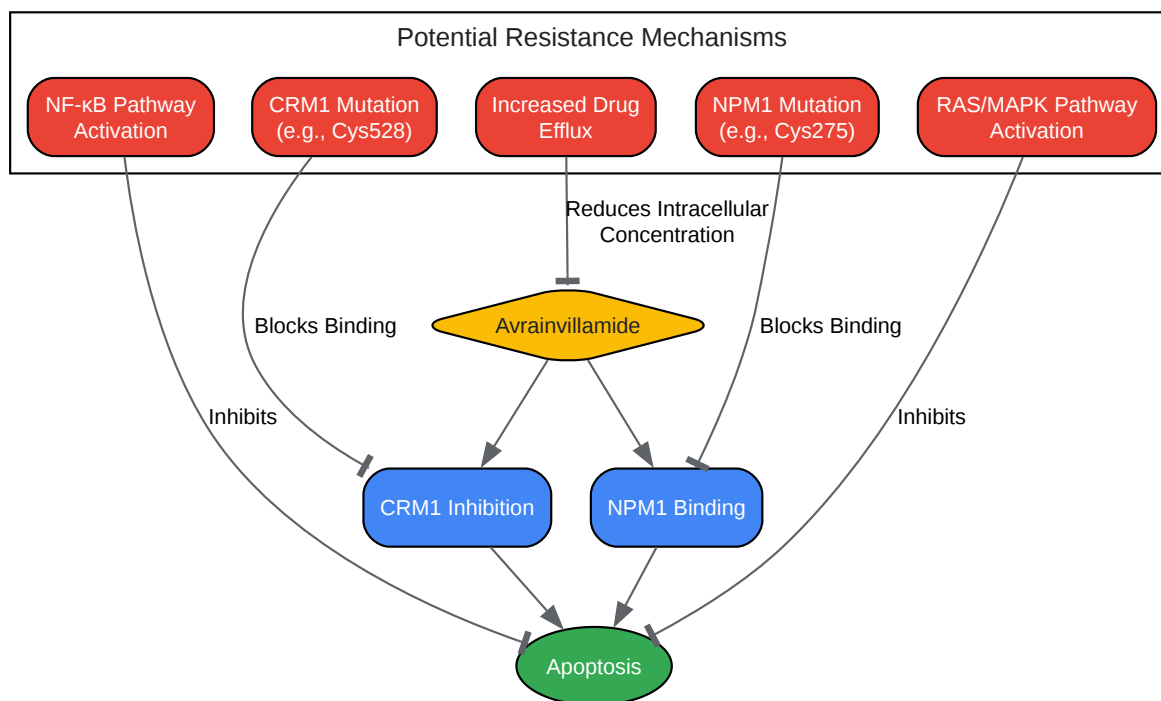 Potential Resistance Mechanisms
NF-κB Pathway
Activation
CRM1 Mutation
(e.g., Cys528)
Increased Drug
Efflux
NPM1 Mutation
(e.g., Cys275)
RAS/MAPK Pathway
Activation
Reduces Intracellular
Concentration
Blocks Binding
Avrainvillamide
Blocks Binding
Inhibits
Inhibits
CRM1 Inhibition
NPM1 Binding
Apoptosis